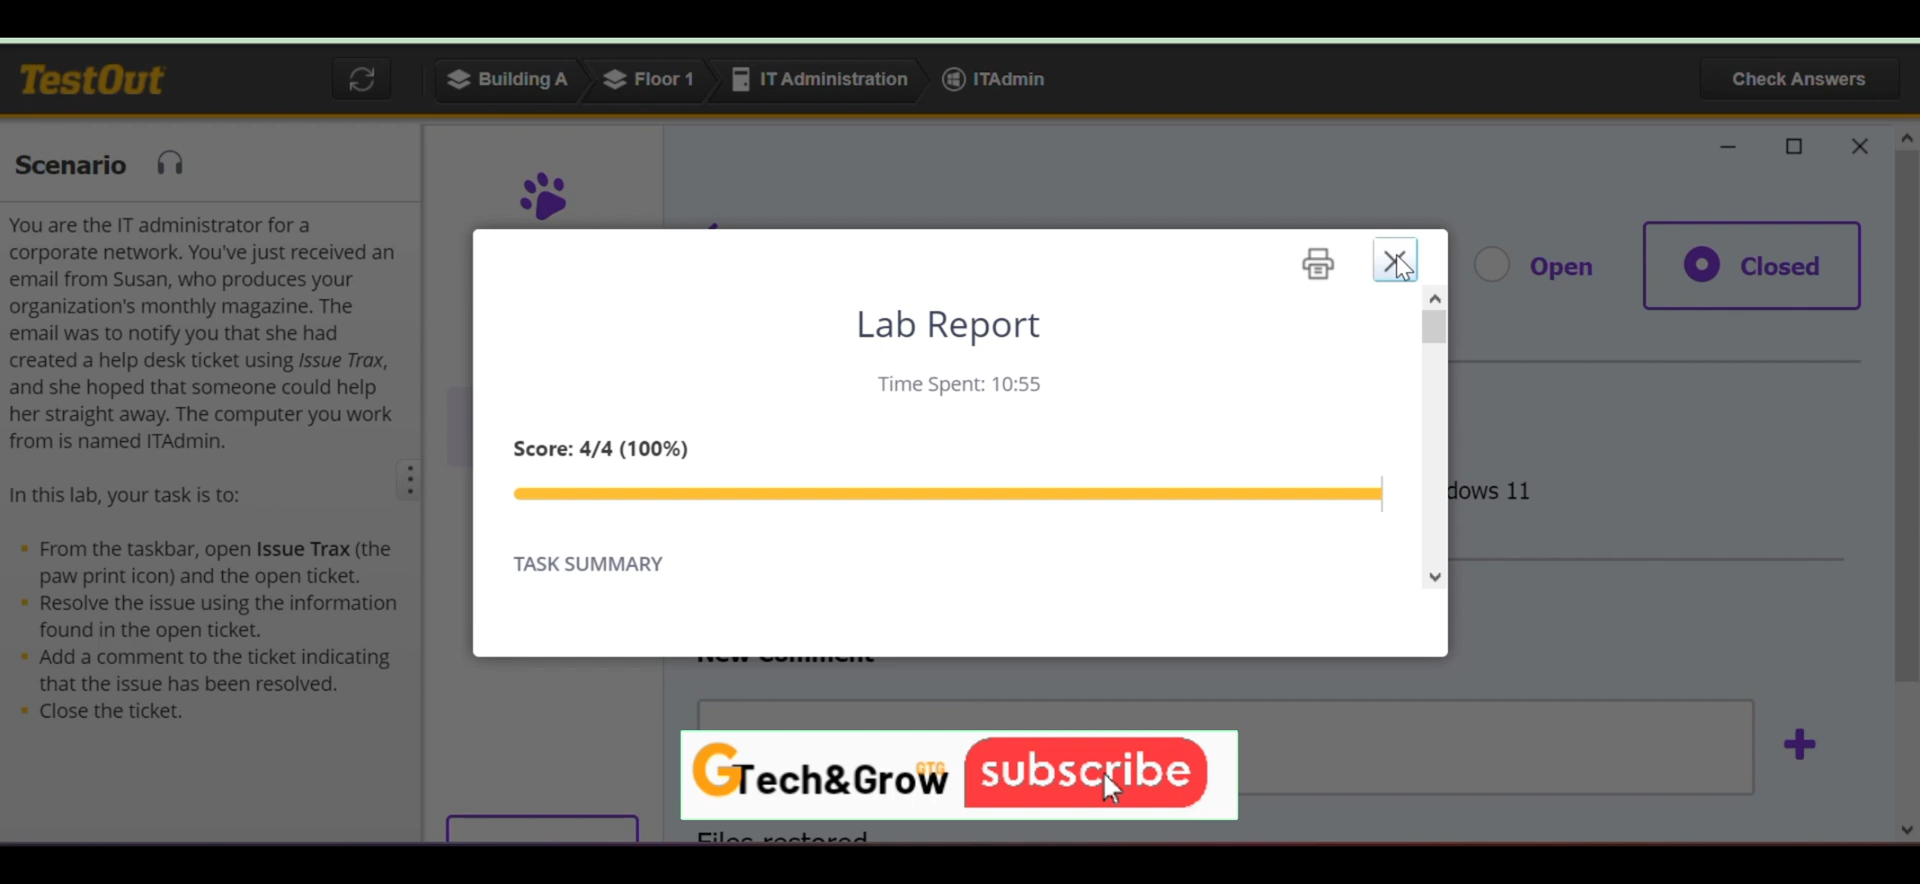 TestOut
Building A
Floor 1
IT Administration
ITAdmin
Check Answers
Scenario
You are the IT administrator for a
corporate network. You've just received an
email from Susan, who produces your
organization's monthly magazine. The
email was to notify you that she had
created a help desk ticket using Issue Trax,
and she hoped that someone could help
her straight away. The computer you work
from is named ITAdmin.
In this lab, your task is to:
From the taskbar, open Issue Trax (the
paw print icon) and the open ticket.
Resolve the issue using the information
found in the open ticket.
Add a comment to the ticket indicating
that the issue has been resolved.
Close the ticket.
Open
Closed
Lab Report
Time Spent: 10:55
Score: 4/4 (100%)
TASK SUMMARY
dows 11
New Comment
GTech&Grow
GTG
subscribe
Files restored